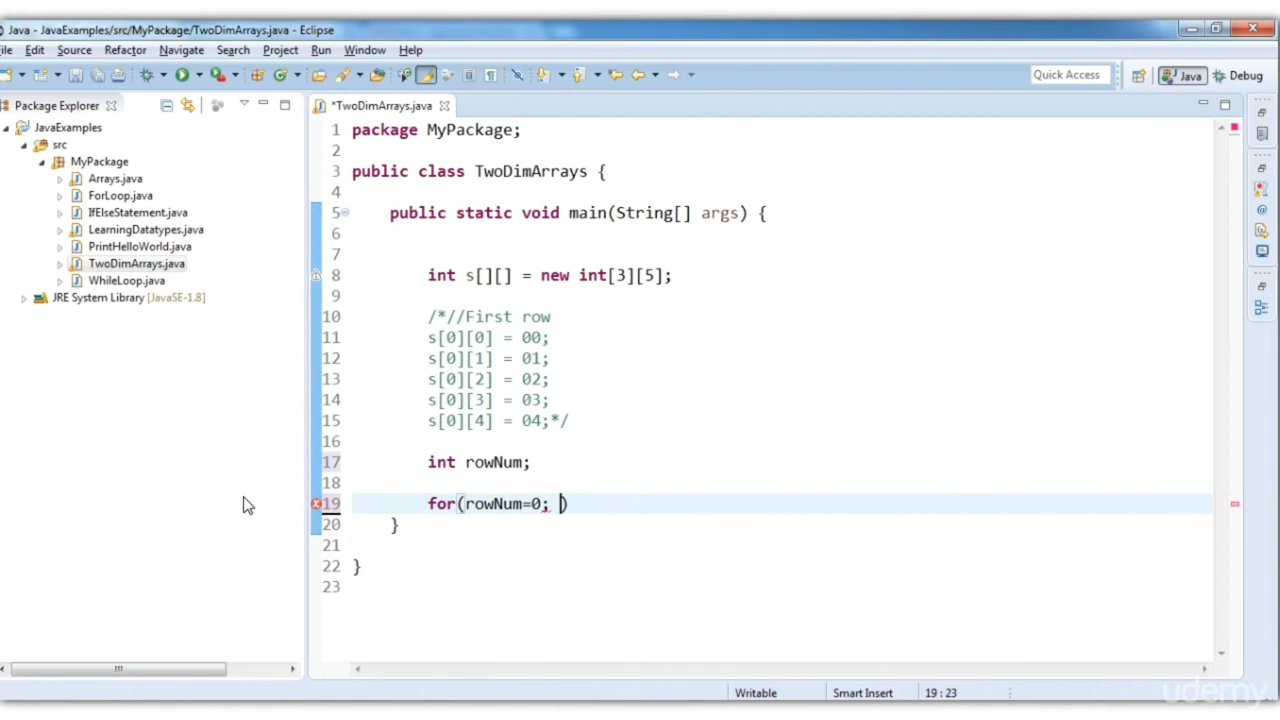 Java - JavaExamples/src/MyPackage/TwoDimArrays.java - Eclipse
ile Edit Source Refactor Navigate Search Project Run Window Help
Quick Access Java Debug
Package Explorer
JavaExamples
src
MyPackage
Arrays.java
ForLoop.java
IfElseStatement.java
LearningDatatypes.java
PrintHelloWorld.java
TwoDimArrays.java
WhileLoop.java
JRE System Library [JavaSE-1.8]
*TwoDimArrays.java
1 package MyPackage;
2
3 public class TwoDimArrays {
4
5 public static void main(String[] args) {
6
7
8 int s[][] = new int[3][5];
9
10 /*//First row
11 s[0][0] = 00;
12 s[0][1] = 01;
13 s[0][2] = 02;
14 s[0][3] = 03;
15 s[0][4] = 04;*/
16
17 int rowNum;
18
19 for(rowNum=0; )
20 }
21
22 }
23
Writable Smart Insert 19 : 23
udemy